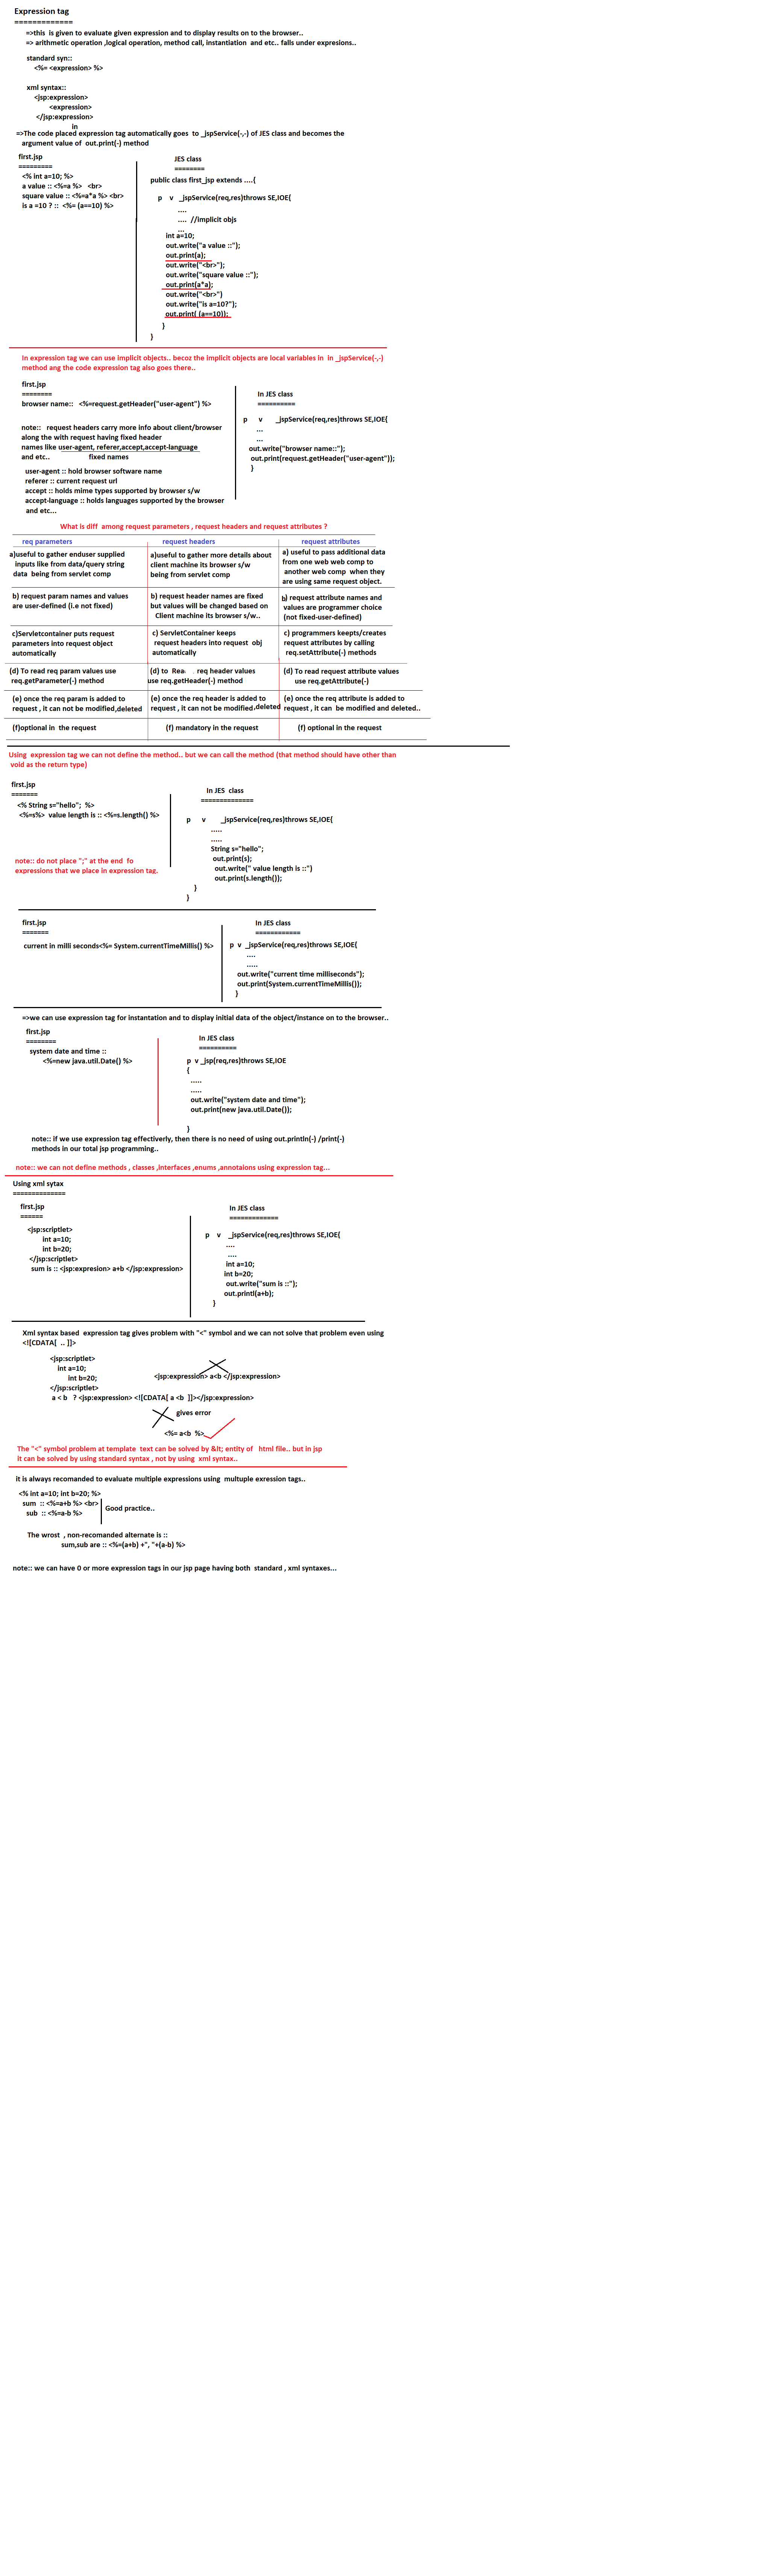 Expression tag
=============
=>this is given to evaluate given expression and to display results on to the browser..
=> arithmetic operation ,logical operation, method call, instantiation and etc.. falls under expresions..
standard syn::
<%= <expression> %>
xml syntax::
<jsp:expression>
<expression>
</jsp:expression>
in
=>The code placed expression tag automatically goes to _jspService(-,-) of JES class and becomes the
argument value of out.print(-) method
first.jsp
=========
<% int a=10; %>
a value :: <%=a %> <br>
square value :: <%=a*a %> <br>
is a =10 ? :: <%= (a==10) %>
JES class
========
public class first_jsp extends ....{
p v _jspService(req,res)throws SE,IOE{
....
.... //implicit objs
...
int a=10;
out.write("a value ::");
out.print(a);
out.write("<br>");
out.write("square value ::");
out.print(a*a);
out.write("<br>")
out.write("is a=10?");
out.print( (a==10));
}
}
In expression tag we can use implicit objects.. becoz the implicit objects are local variables in in _jspService(-,-)
method ang the code expression tag also goes there..
first.jsp
========
browser name:: <%=request.getHeader("user-agent") %>
note:: request headers carry more info about client/browser
along the with request having fixed header
names like user-agent, referer,accept,accept-language
and etc.. fixed names
user-agent :: hold browser software name
referer :: current request url
accept :: holds mime types supported by browser s/w
accept-language :: holds languages supported by the browser
and etc...
In JES class
==========
p v _jspService(req,res)throws SE,IOE{
...
...
out.write("browser name::");
out.print(request.getHeader("user-agent"));
}
What is diff among request parameters , request headers and request attributes ?
req parameters request headers request attributes
a)useful to gather enduser supplied
inputs like from data/query string
data being from servlet comp
a)useful to gather more details about
client machine its browser s/w
being from servlet comp
a) useful to pass additional data
from one web web comp to
another web comp when they
are using same request object.
b) request param names and values
are user-defined (i.e not fixed)
b) request header names are fixed
but values will be changed based on
Client machine its browser s/w..
b) request attribute names and
values are programmer choice
(not fixed-user-defined)
c)Servletcontainer puts request
parameters into request object
automatically
c) ServletContainer keeps
request headers into request obj
automatically
c) programmers keepts/creates
request attributes by calling
req.setAttribute(-) methods
(d) To read req param values use
req.getParameter(-) method
(d) to Rea req header values
use req.getHeader(-) method
(d) To read request attribute values
use req.getAttribute(-)
(e) once the req param is added to
request , it can not be modified,deleted
(e) once the req header is added to
request , it can not be modified,deleted
(e) once the req attribute is added to
request , it can be modified and deleted..
(f)optional in the request
(f) mandatory in the request
(f) optional in the request
Using expression tag we can not define the method.. but we can call the method (that method should have other than
void as the return type)
first.jsp
=======
<% String s="hello"; %>
<%=s%> value length is :: <%=s.length() %>
note:: do not place ";" at the end fo
expressions that we place in expression tag.
In JES class
==============
p v _jspService(req,res)throws SE,IOE{
.....
.....
String s="hello";
out.print(s);
out.write(" value length is ::")
out.print(s.length());
}
}
first.jsp
=======
current in milli seconds<%= System.currentTimeMillis() %>
In JES class
============
p v _jspService(req,res)throws SE,IOE{
....
.....
out.write("current time milliseconds");
out.print(System.currentTimeMillis());
}
=>we can use expression tag for instantation and to display initial data of the object/instance on to the browser..
first.jsp
========
system date and time ::
<%=new java.util.Date() %>
In JES class
==========
p v _jsp(req,res)throws SE,IOE
{
.....
.....
out.write("system date and time");
out.print(new java.util.Date());
}
note:: if we use expression tag effectiverly, then there is no need of using out.println(-) /print(-)
methods in our total jsp programming..
note:: we can not define methods , classes ,interfaces ,enums ,annotaions using expression tag...
Using xml sytax
==============
first.jsp
======
<jsp:scriptlet>
int a=10;
int b=20;
</jsp:scriptlet>
sum is :: <jsp:expresion> a+b </jsp:expression>
In JES class
=============
p v _jspService(req,res)throws SE,IOE{
....
....
int a=10;
int b=20;
out.write("sum is ::");
out.printl(a+b);
}
Xml syntax based expression tag gives problem with "<" symbol and we can not solve that problem even using
<![CDATA[ .. ]]>
<jsp:scriptlet>
int a=10;
int b=20;
</jsp:scriptlet>
<jsp:expression> a<b </jsp:expression>
a < b ? <jsp:expression> <![CDATA[ a <b ]]></jsp:expression>
gives error
<%= a<b %>
The "<" symbol problem at template text can be solved by &lt; entity of html file.. but in jsp
it can be solved by using standard syntax , not by using xml syntax..
it is always recomanded to evaluate multiple expressions using multuple exression tags..
<% int a=10; int b=20; %>
sum :: <%=a+b %> <br>
sub :: <%=a-b %>
Good practice..
The wrost , non-recomanded alternate is ::
sum,sub are :: <%=(a+b) +", "+(a-b) %>
note:: we can have 0 or more expression tags in our jsp page having both standard , xml syntaxes...